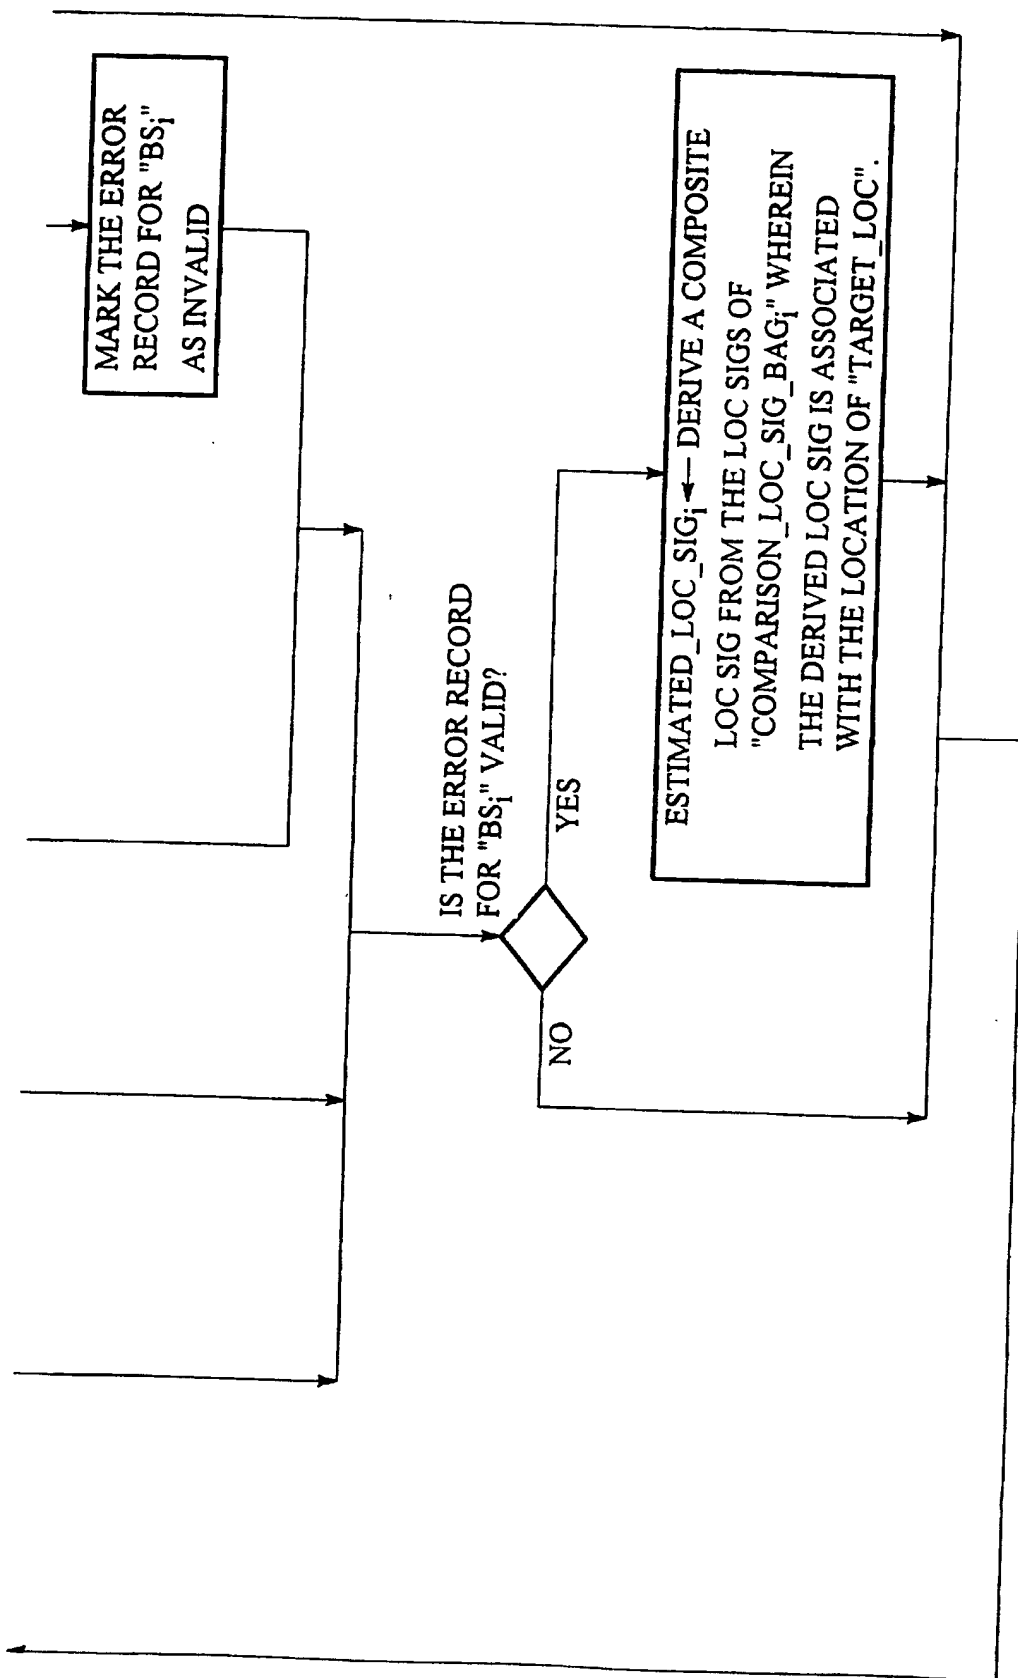 MARK THE ERROR
RECORD FOR "BSi"
AS INVALID
IS THE ERROR RECORD
FOR "BSi" VALID?
NO
YES
ESTIMATED_LOC_SIGi ← DERIVE A COMPOSITE
LOC SIG FROM THE LOC SIGS OF
"COMPARISON_LOC_SIG_BAGi" WHEREIN
THE DERIVED LOC SIG IS ASSOCIATED
WITH THE LOCATION OF "TARGET_LOC".